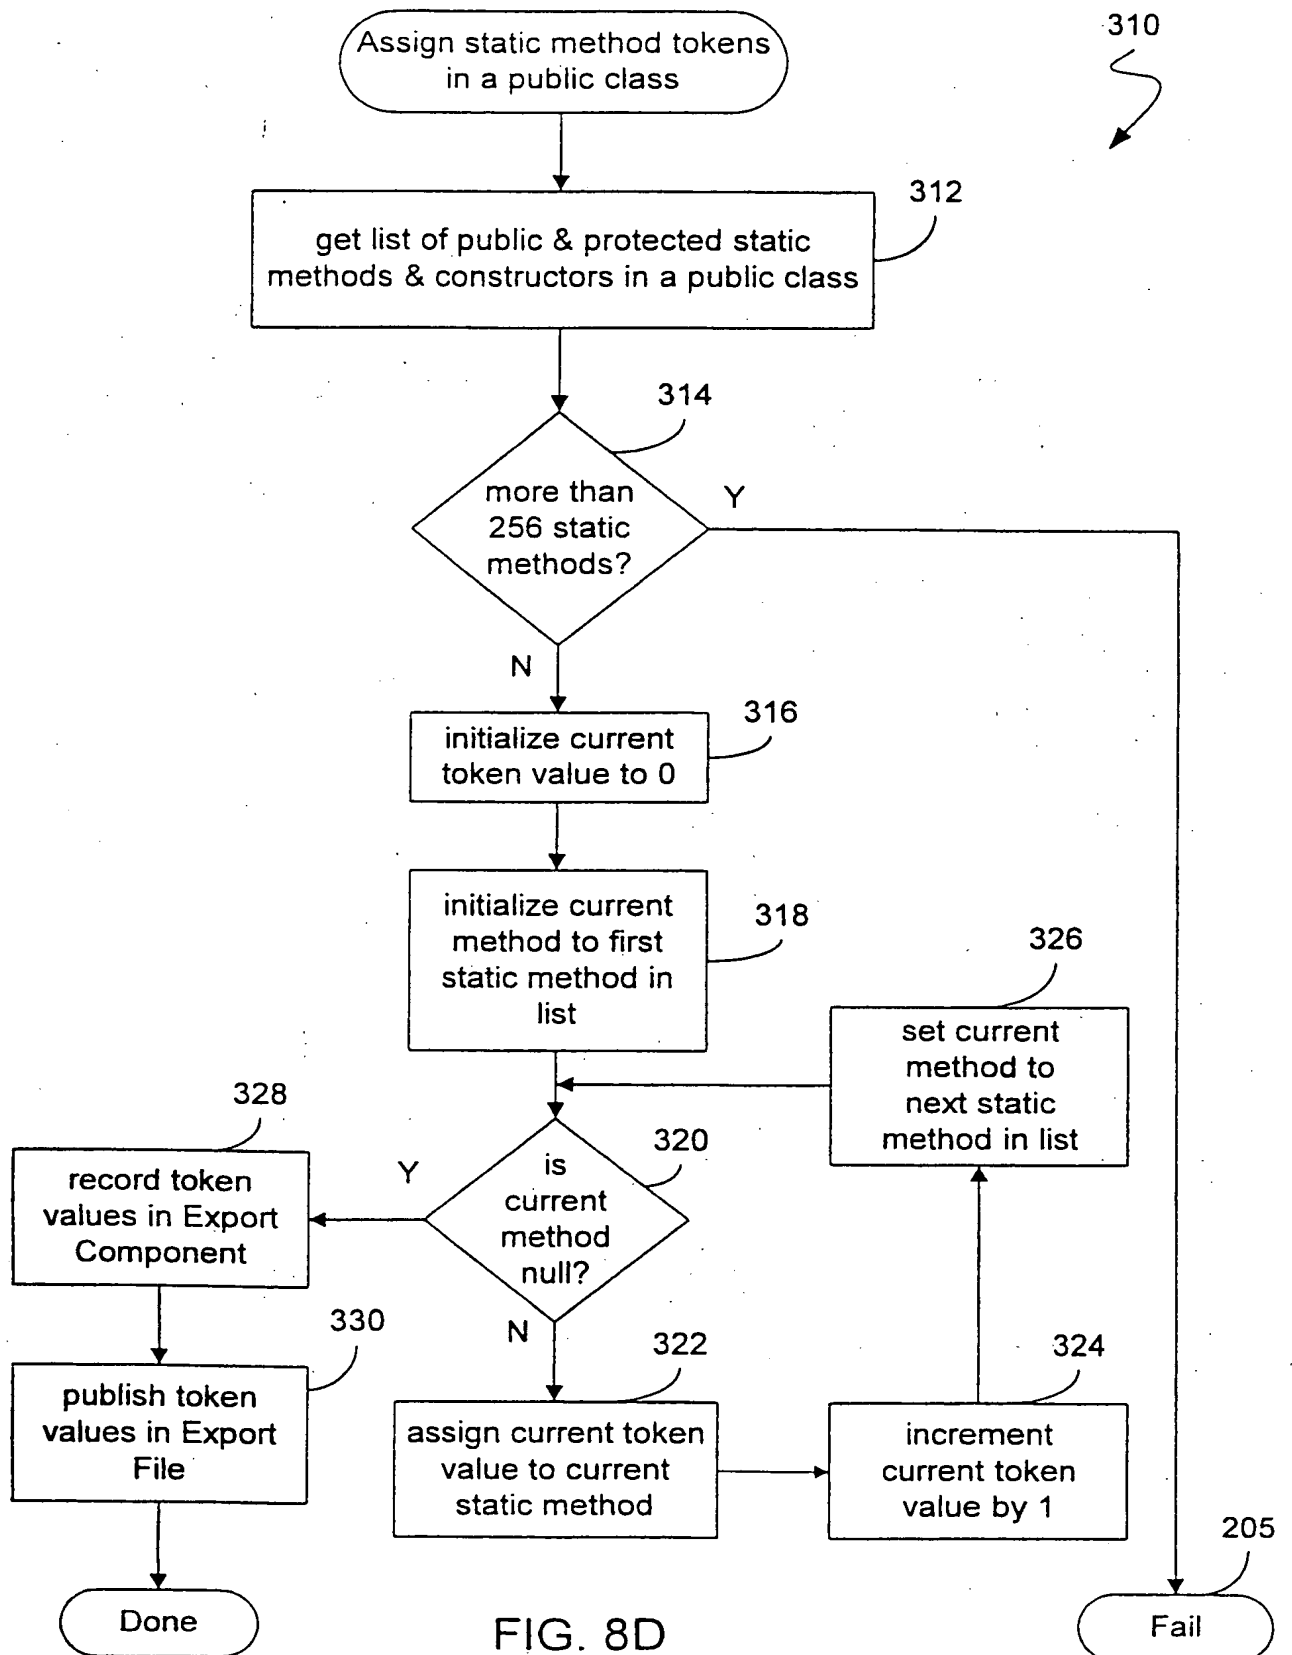 Assign static method tokens
in a public class
310
312
get list of public & protected static
methods & constructors in a public class
314
more than
256 static
methods?
Y
N
316
initialize current
token value to 0
318
initialize current
method to first
static method in
list
326
set current
method to
next static
method in list
328
record token
values in Export
Component
Y
320
is
current
method
null?
N
330
publish token
values in Export
File
322
assign current token
value to current
static method
324
increment
current token
value by 1
205
Done
Fail
FIG. 8D